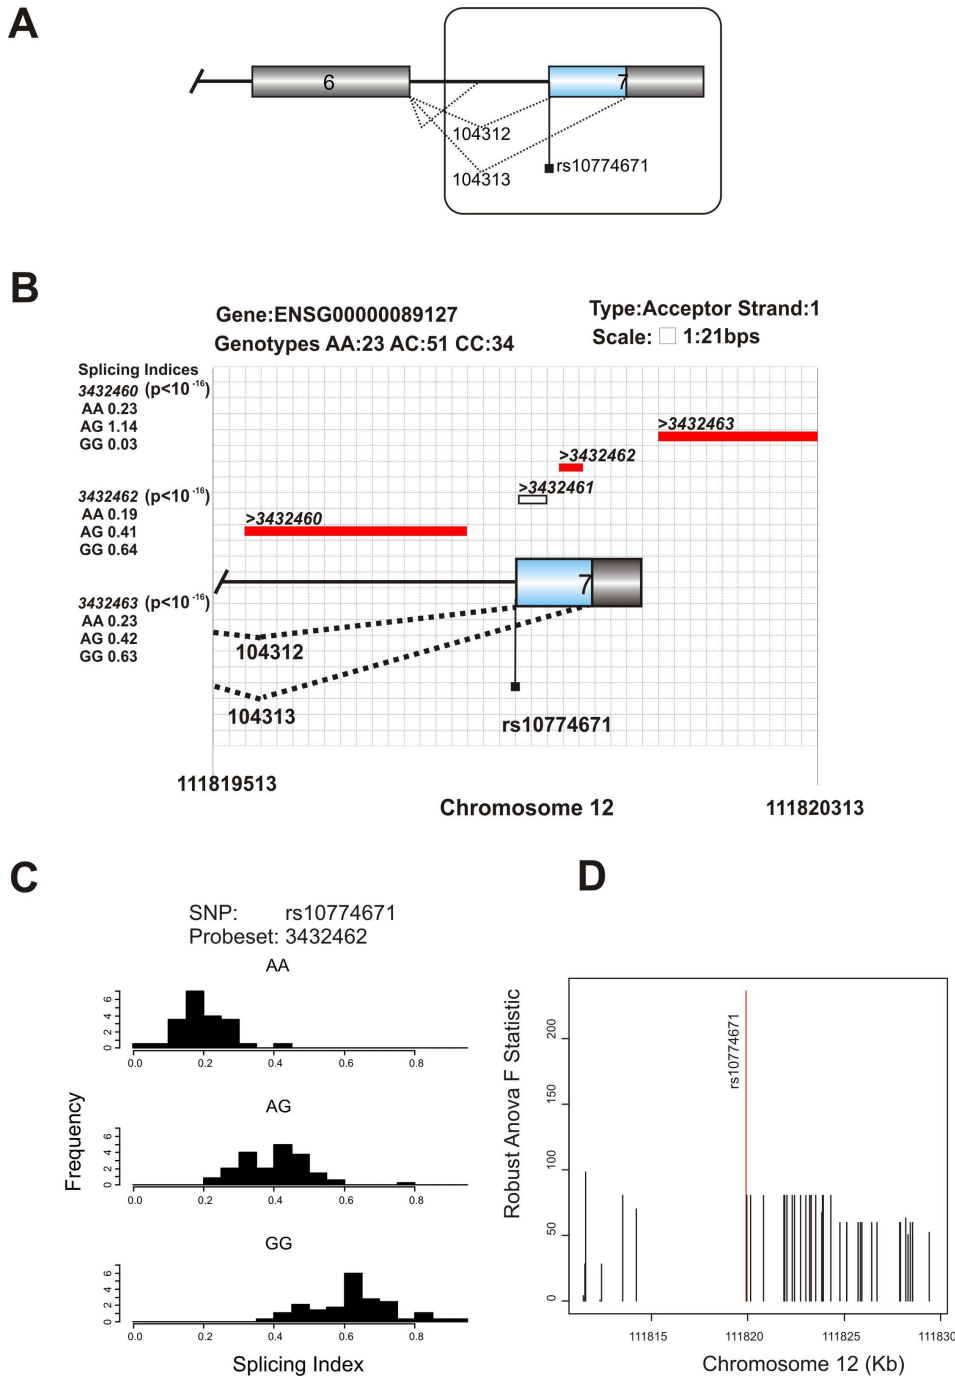 A
6
7
104312
104313
rs10774671
B
Gene:ENSG00000089127
Genotypes AA:23 AC:51 CC:34
Type:Acceptor Strand:1
Scale: 1:21bps
Splicing Indices
3432460 (p<10 -16)
AA 0.23
AG 1.14
GG 0.03
3432462 (p<10 -16)
AA 0.19
AG 0.41
GG 0.64
3432463 (p<10 -16)
AA 0.23
AG 0.42
GG 0.63
>3432463
>3432462
>3432461
>3432460
7
104312
104313
rs10774671
111819513
Chromosome 12
111820313
C
SNP: rs10774671
Probeset: 3432462
AA
0 2 4 6
0.0 0.2 0.4 0.6 0.8
AG
0 2 4 6
0.0 0.2 0.4 0.6 0.8
GG
0 2 4 6
0.0 0.2 0.4 0.6 0.8
Frequency
Splicing Index
D
Robust Anova F Statistic
0 50 100 150 200
rs10774671
111815 111820 111825 111830
Chromosome 12 (Kb)